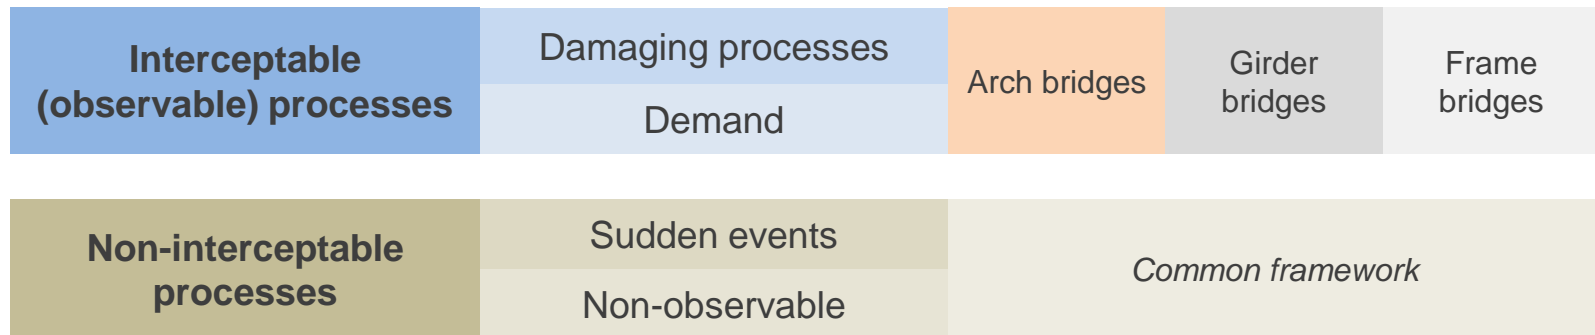 Interceptable
(observable) processes
Damaging processes
Demand
Arch bridges
Girder
bridges
Frame
bridges
Non-interceptable
processes
Sudden events
Non-observable
Common framework